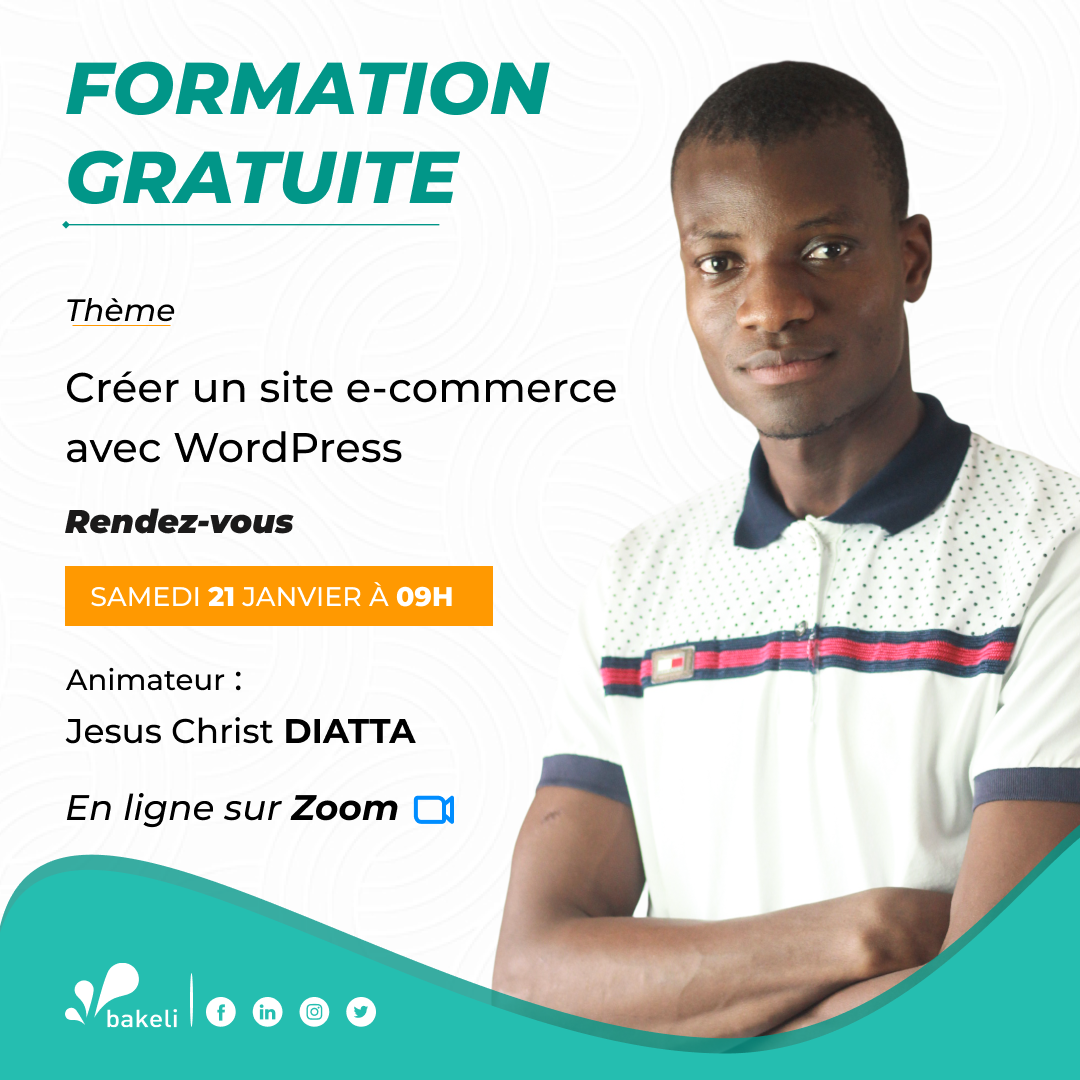 FORMATION
GRATUITE
Thème
Créer un site e-commerce
avec WordPress
Rendez-vous
SAMEDI 21 JANVIER À 09H
Animateur :
Jesus Christ DIATTA
En ligne sur Zoom
bakeli